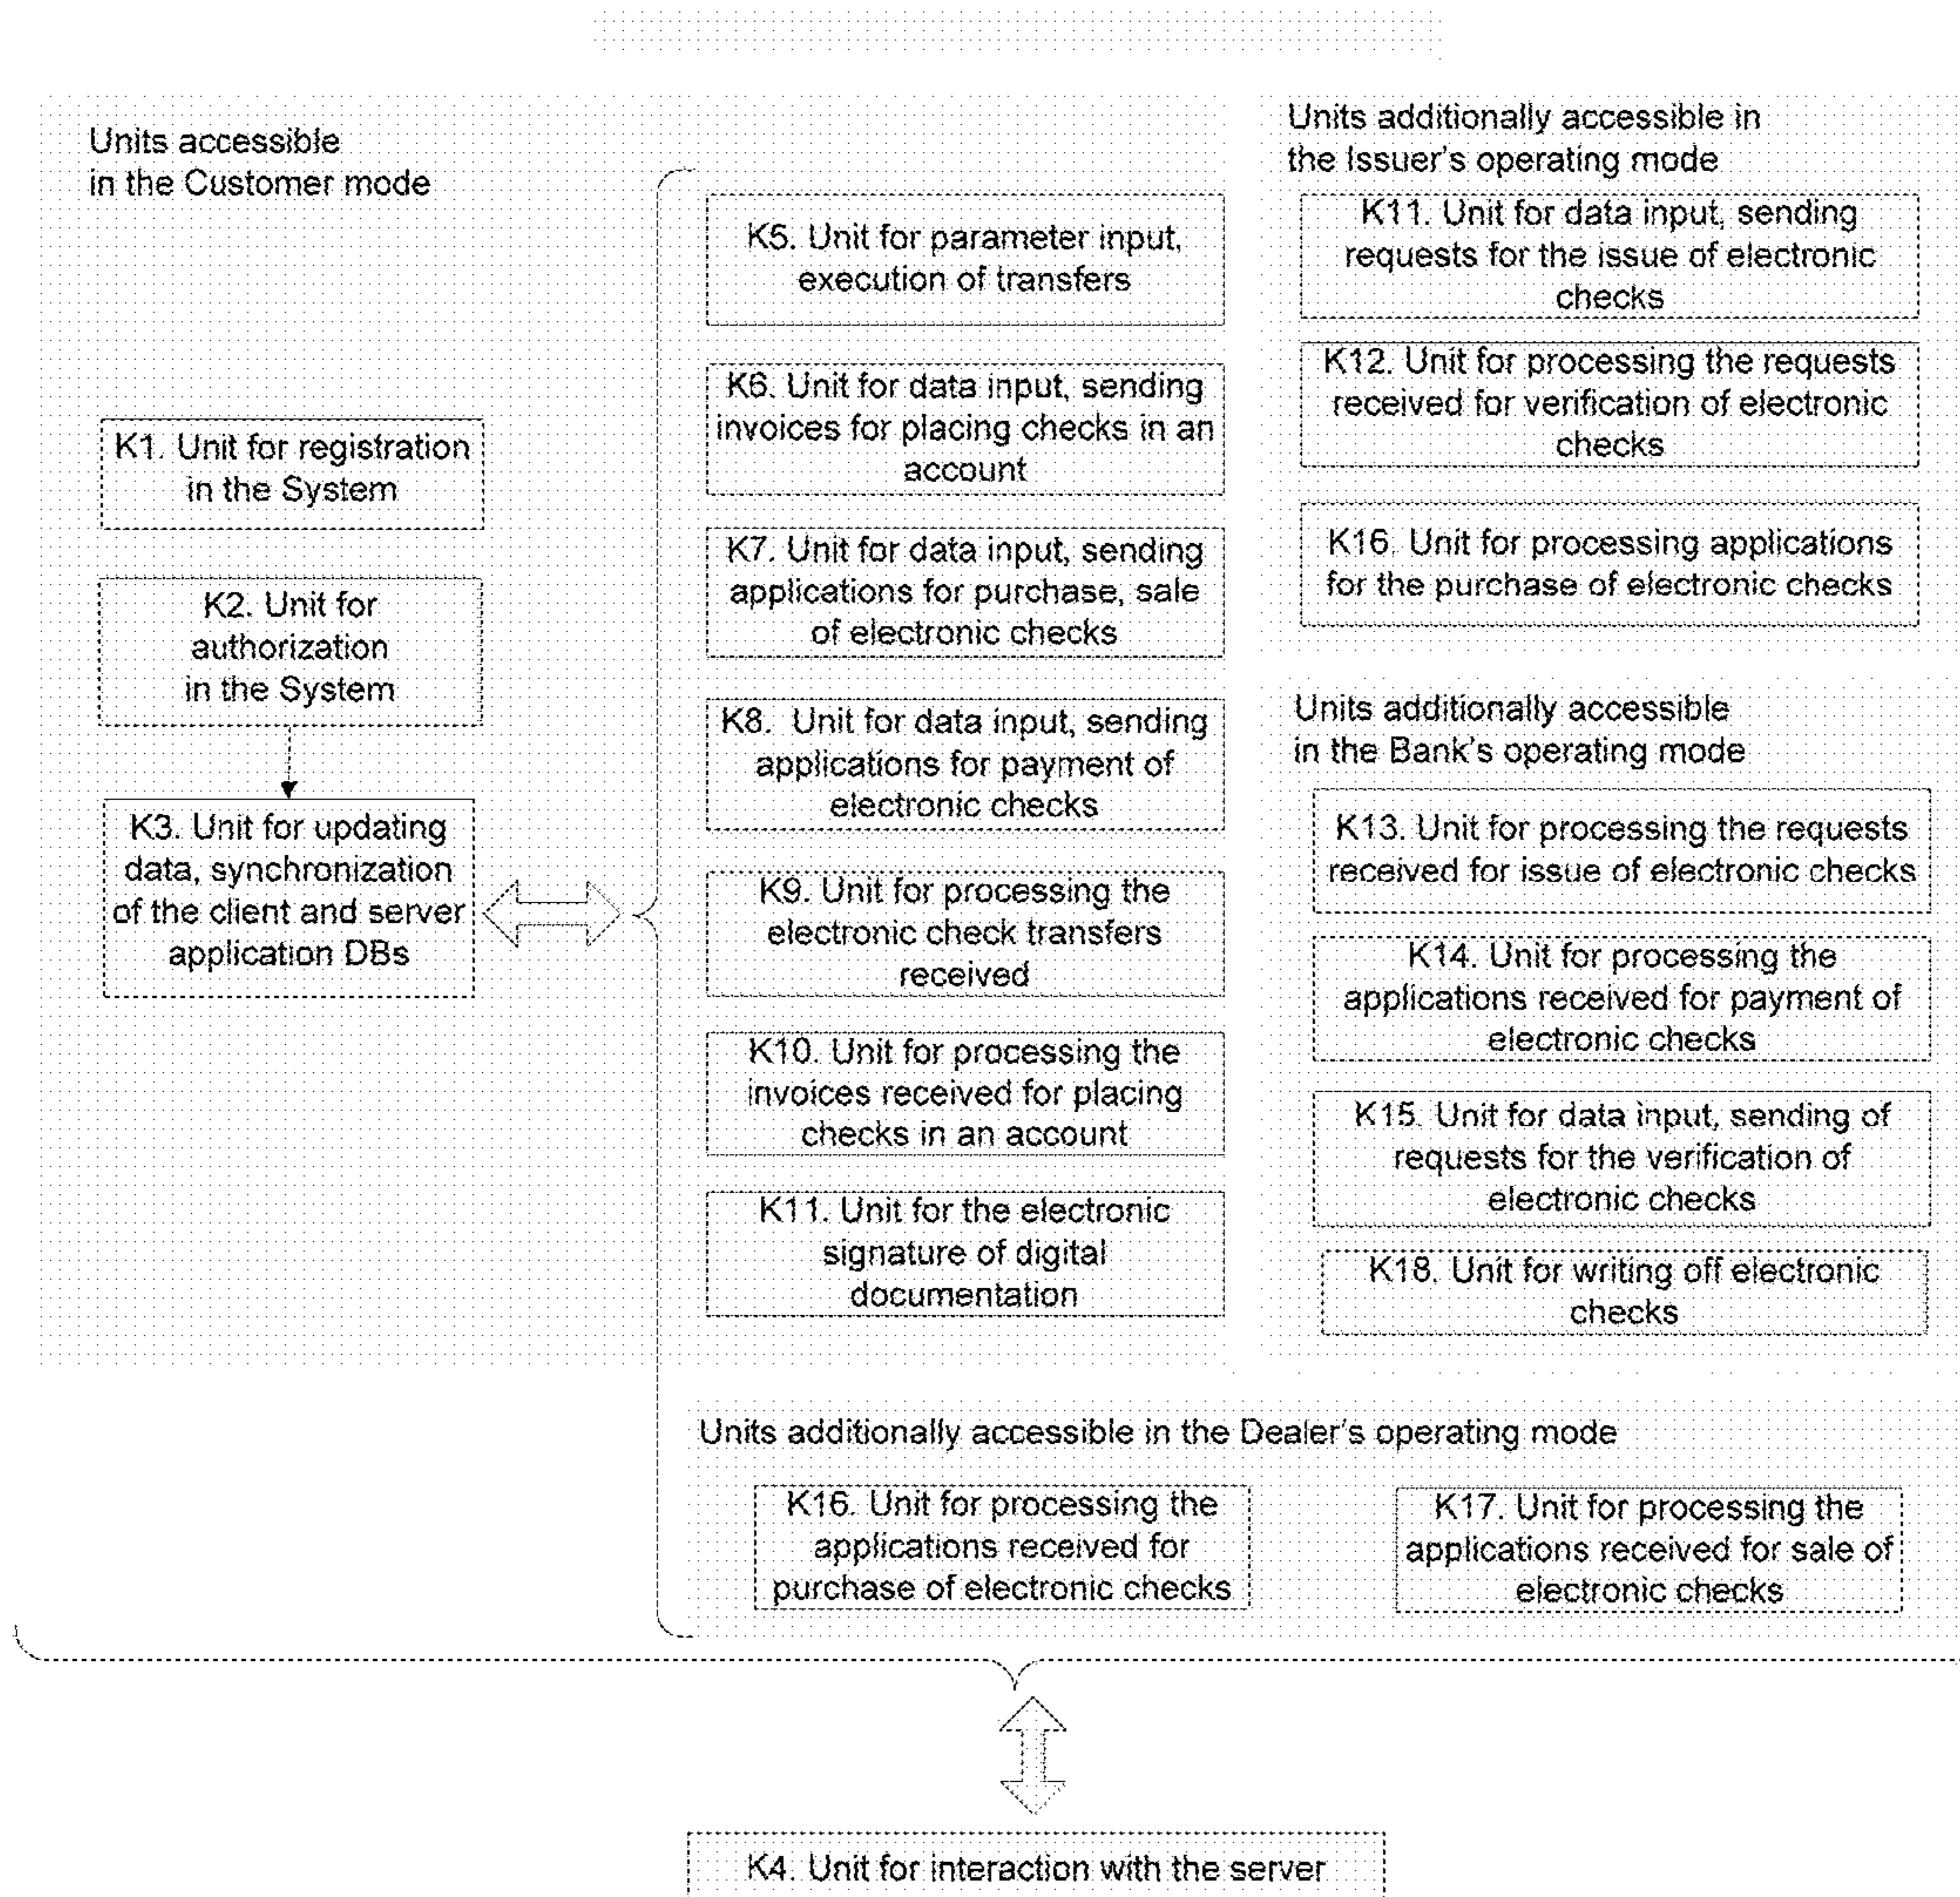 Units accessible
in the Customer mode
K1. Unit for registration
in the System
K2. Unit for
authorization
in the System
K3. Unit for updating
data, synchronization
of the client and server
application DBs
K5. Unit for parameter input,
execution of transfers
K6. Unit for data input, sending
invoices for placing checks in an
account
K7. Unit for data input, sending
applications for purchase, sale
of electronic checks
K8. Unit for data input, sending
applications for payment of
electronic checks
K9. Unit for processing the
electronic check transfers
received
K10. Unit for processing the
invoices received for placing
checks in an account
K11. Unit for the electronic
signature of digital
documentation
Units additionally accessible in
the Issuer's operating mode
K11. Unit for data input, sending
requests for the issue of electronic
checks
K12. Unit for processing the requests
received for verification of electronic
checks
K16. Unit for processing applications
for the purchase of electronic checks
Units additionally accessible
in the Bank's operating mode
K13. Unit for processing the requests
received for issue of electronic checks
K14. Unit for processing the
applications received for payment of
electronic checks
K15. Unit for data input, sending of
requests for the verification of
electronic checks
K18. Unit for writing off electronic
checks
Units additionally accessible in the Dealer's operating mode
K16. Unit for processing the
applications received for
purchase of electronic checks
K17. Unit for processing the
applications received for sale of
electronic checks
K4. Unit for interaction with the server